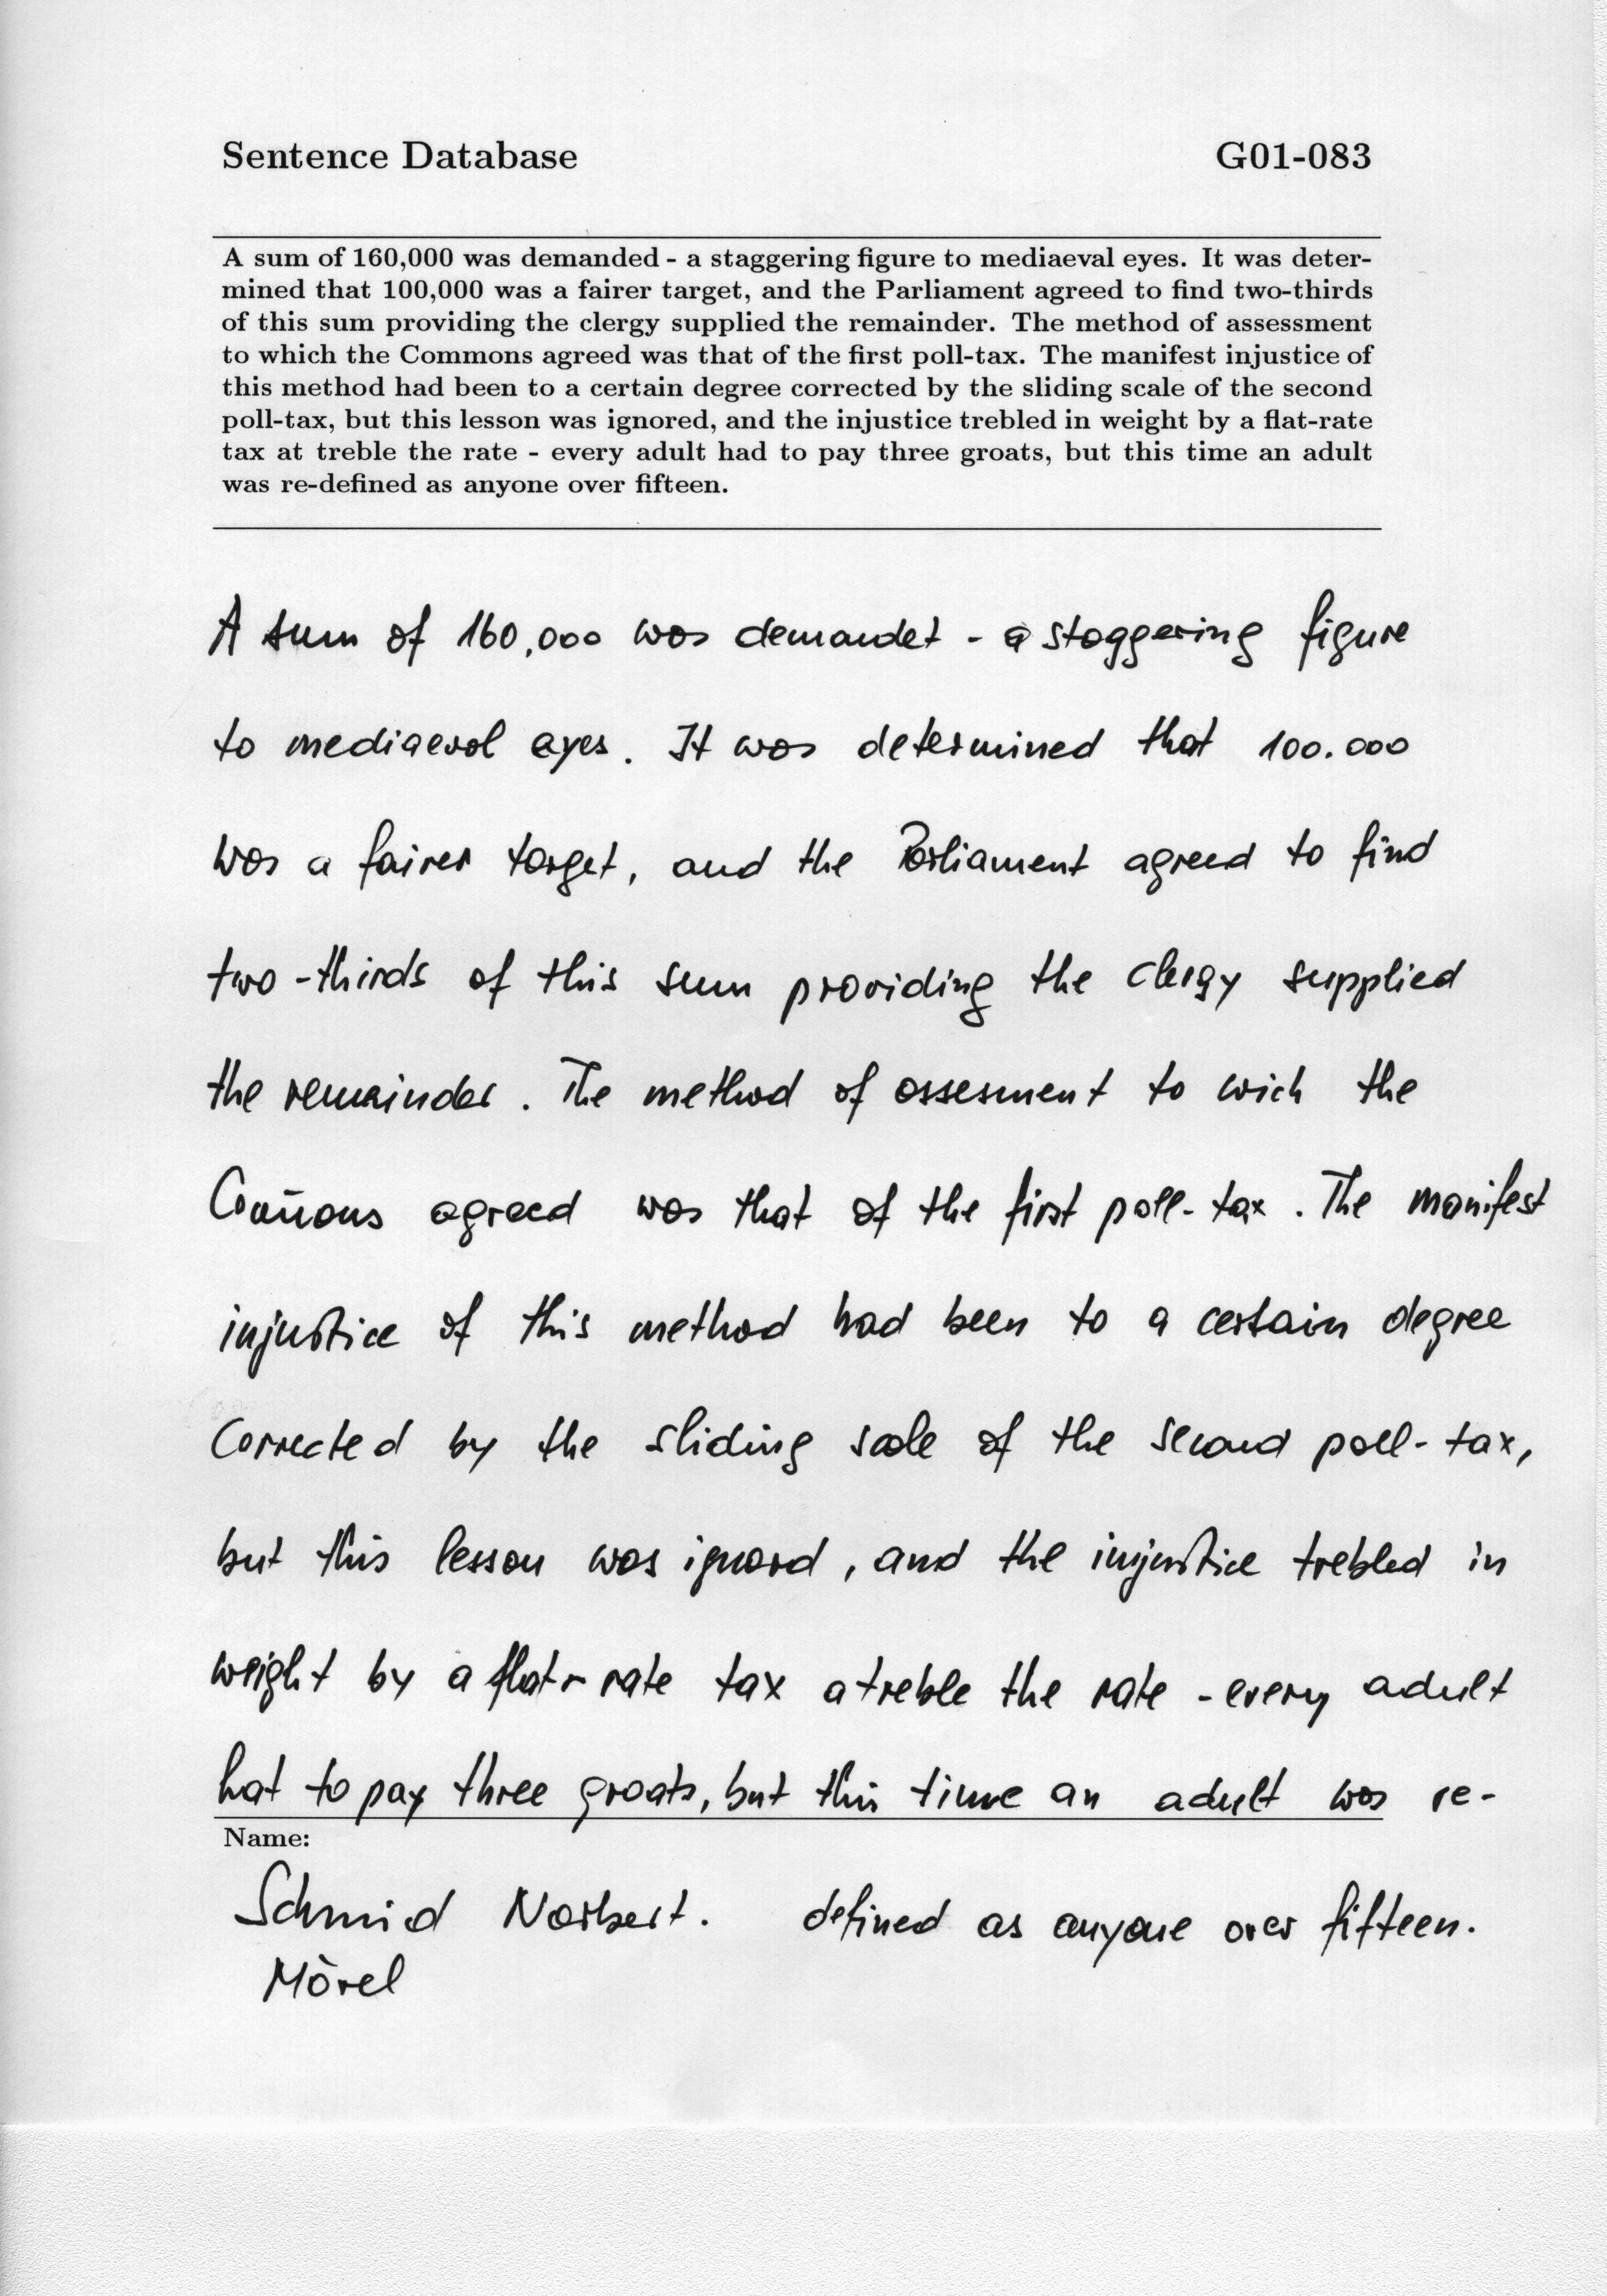 Sentence Database G01-083
A sum of 160,000 was demanded - a staggering figure to mediaeval eyes. It was deter-
mined that 100,000 was a fairer target, and the Parliament agreed to find two-thirds
of this sum providing the clergy supplied the remainder. The method of assessment
to which the Commons agreed was that of the first poll-tax. The manifest injustice of
this method had been to a certain degree corrected by the sliding scale of the second
poll-tax, but this lesson was ignored, and the injustice trebled in weight by a flat-rate
tax at treble the rate - every adult had to pay three groats, but this time an adult
was re-defined as anyone over fifteen.
A sum of 160,000 was demandet - a staggering figure
to mediaeval eyes. It was determined that 100.000
was a fairer target, and the Parliament agreed to find
two-thirds of this sum providing the clergy supplied
the remainder. The method of assesment to wich the
Com̄ons agreed was that of the first poll-tax. The manifest
injustice of this method had been to a certain degree
corrected by the sliding scale of the second poll-tax,
but this lesson was ignord, and the injustice trebled in
weight by a flat-rate tax a treble the rate - every adult
hat to pay three groats, but this time an adult was re-
Name:
Schmid Norbert. defined as anyone over fifteen.
Mörel